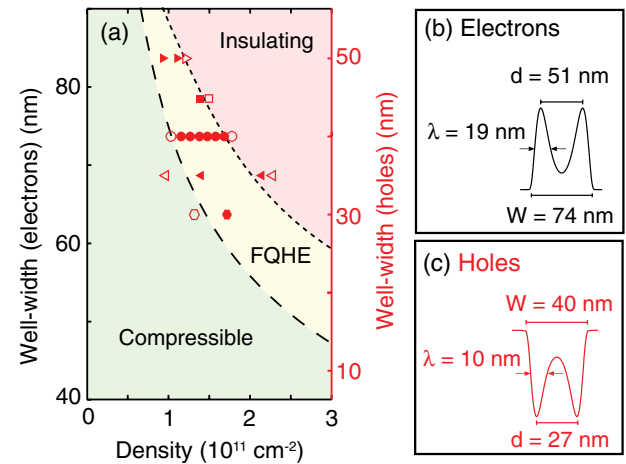 (a)
Insulating
FQHE
Compressible
80
60
40
Well-width (electrons) (nm)
0
1
2
3
Density (10¹¹ cm⁻²)
50
30
10
Well-width (holes) (nm)
(b) Electrons
d = 51 nm
λ = 19 nm
W = 74 nm
(c) Holes
W = 40 nm
λ = 10 nm
d = 27 nm